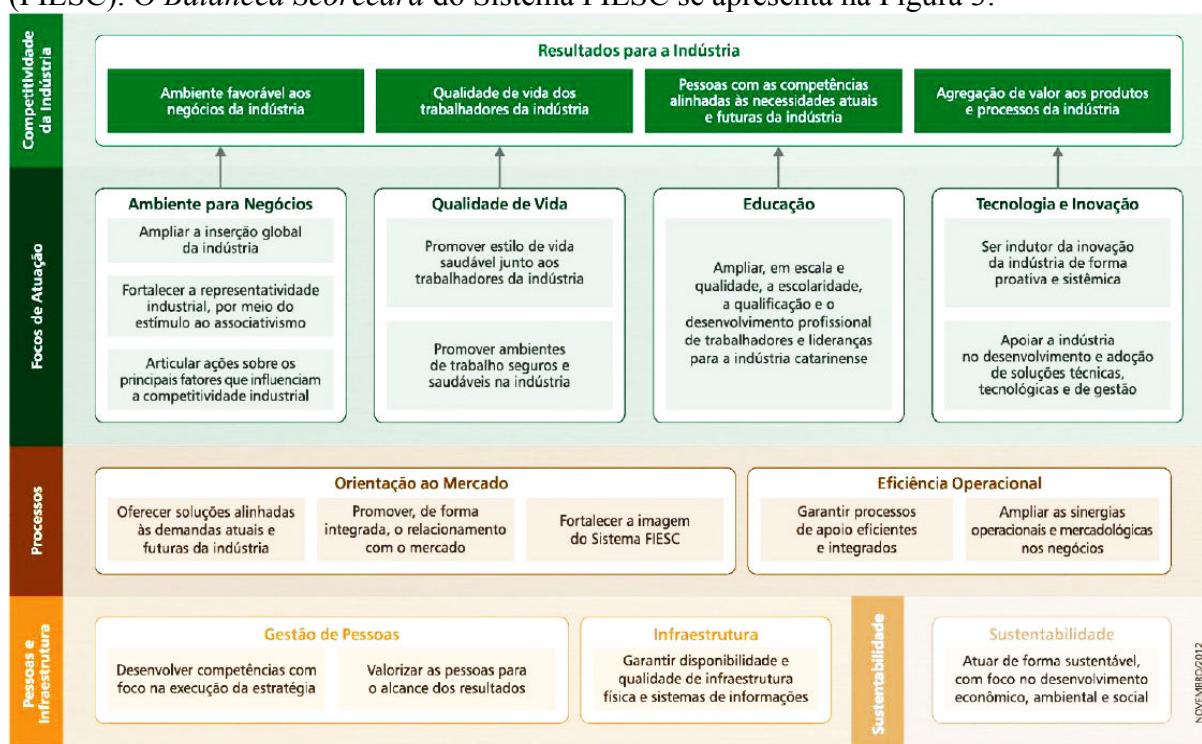 (FIESC). O Balanced Scorecard do Sistema FIESC se apresenta na Figura 3.
Competitividade
da Indústria
Resultados para a Indústria
Ambiente favorável aos
negócios da indústria
Qualidade de vida dos
trabalhadores da indústria
Pessoas com as competências
alinhadas às necessidades atuais
e futuras da indústria
Agregação de valor aos produtos
e processos da indústria
Focos de Atuação
Ambiente para Negócios
Ampliar a inserção global
da indústria
Fortalecer a representatividade
industrial, por meio do
estímulo ao associativismo
Articular ações sobre os
principais fatores que influenciam
a competitividade industrial
Qualidade de Vida
Promover estilo de vida
saudável junto aos
trabalhadores da indústria
Promover ambientes
de trabalho seguros e
saudáveis na indústria
Educação
Ampliar, em escala e
qualidade, a escolaridade,
a qualificação e o
desenvolvimento profissional
de trabalhadores e lideranças
para a indústria catarinense
Tecnologia e Inovação
Ser indutor da inovação
da indústria de forma
proativa e sistêmica
Apoiar a indústria
no desenvolvimento e adoção
de soluções técnicas,
tecnológicas e de gestão
Processos
Orientação ao Mercado
Oferecer soluções alinhadas
às demandas atuais e
futuras da indústria
Promover, de forma
integrada, o relacionamento
com o mercado
Fortalecer a imagem
do Sistema FIESC
Eficiência Operacional
Garantir processos
de apoio eficientes
e integrados
Ampliar as sinergias
operacionais e mercadológicas
nos negócios
Pessoas e
Infraestrutura
Gestão de Pessoas
Desenvolver competências com
foco na execução da estratégia
Valorizar as pessoas para
o alcance dos resultados
Infraestrutura
Garantir disponibilidade e
qualidade de infraestrutura
física e sistemas de informações
Sustentabilidade
Sustentabilidade
Atuar de forma sustentável,
com foco no desenvolvimento
econômico, ambiental e social
NOVEMBRO/2012